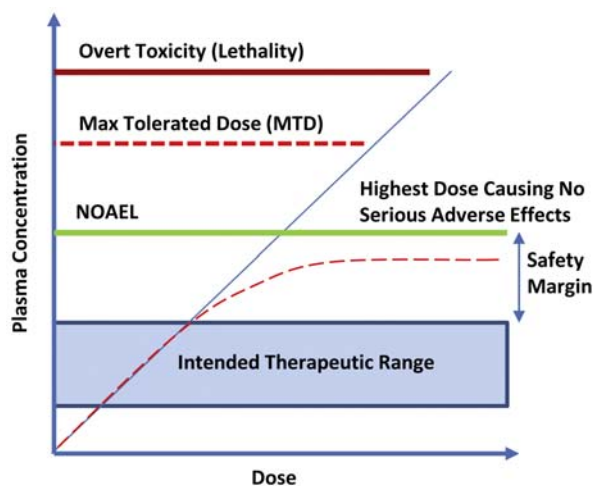 Overt Toxicity (Lethality)
Max Tolerated Dose (MTD)
Highest Dose Causing No
Serious Adverse Effects
NOAEL
Safety
Margin
Intended Therapeutic Range
Plasma Concentration
Dose